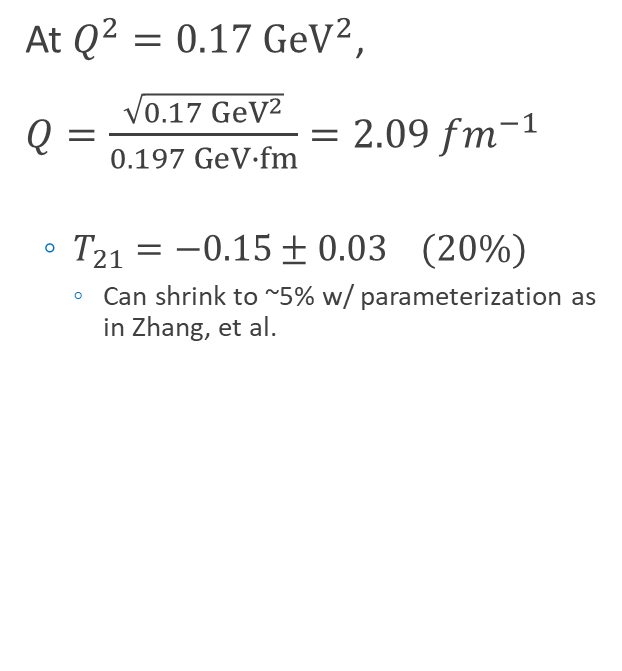 At Q² = 0.17 GeV²,
Q = √0.17 GeV² / 0.197 GeV·fm = 2.09 fm⁻¹
◦ T₂₁ = −0.15 ± 0.03 (20%)
◦ Can shrink to ~5% w/ parameterization as
in Zhang, et al.